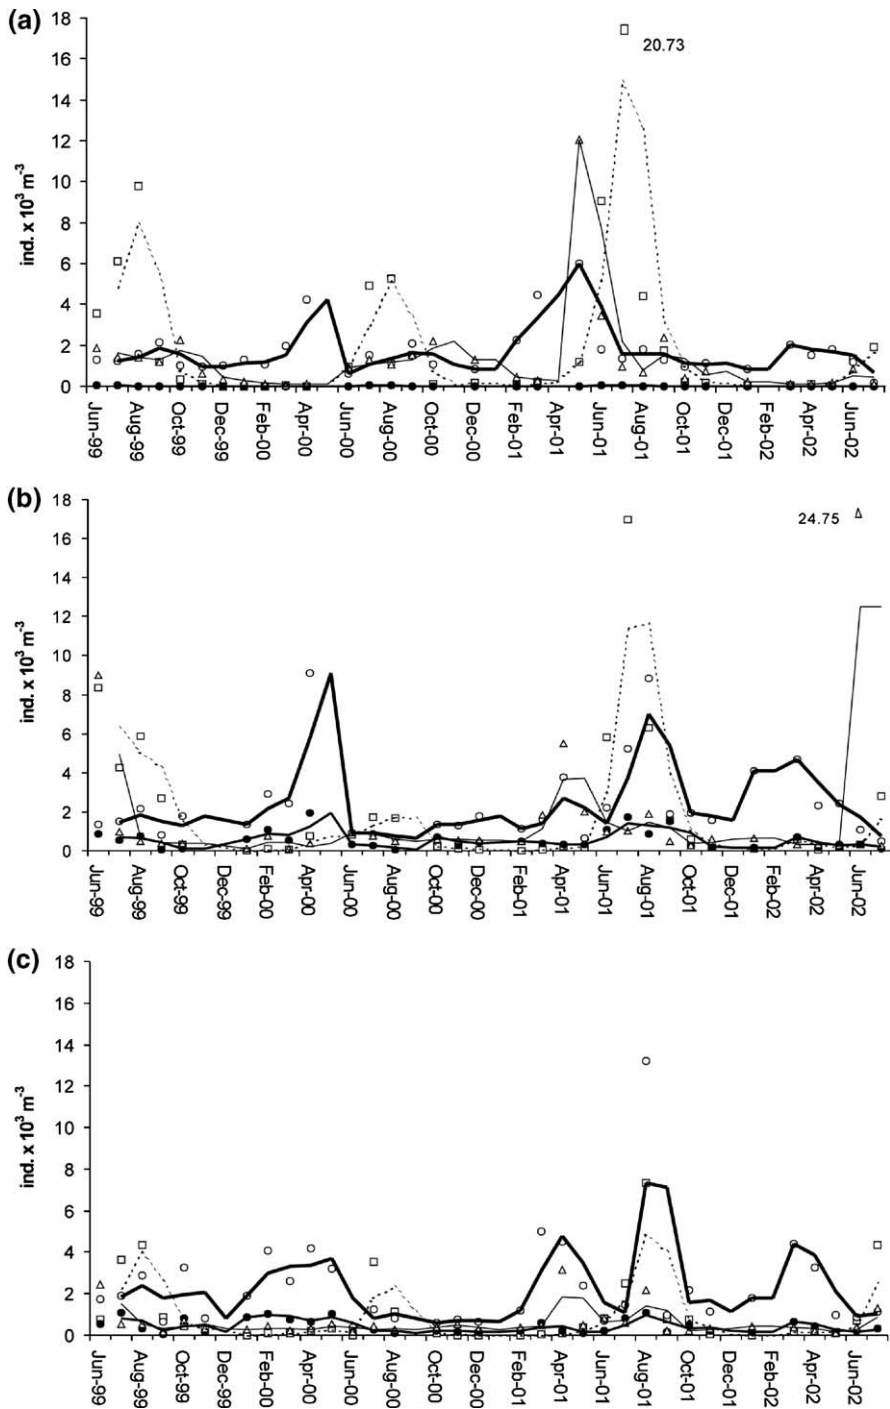 (a)
18
16
14
12
10
8
6
4
2
0
ind. x 10³ m⁻³
20.73
Jun-99
Aug-99
Oct-99
Dec-99
Feb-00
Apr-00
Jun-00
Aug-00
Oct-00
Dec-00
Feb-01
Apr-01
Jun-01
Aug-01
Oct-01
Dec-01
Feb-02
Apr-02
Jun-02
(b)
18
16
14
12
10
8
6
4
2
0
ind. x 10³ m⁻³
24.75
Jun-99
Aug-99
Oct-99
Dec-99
Feb-00
Apr-00
Jun-00
Aug-00
Oct-00
Dec-00
Feb-01
Apr-01
Jun-01
Aug-01
Oct-01
Dec-01
Feb-02
Apr-02
Jun-02
(c)
18
16
14
12
10
8
6
4
2
0
ind. x 10³ m⁻³
Jun-99
Aug-99
Oct-99
Dec-99
Feb-00
Apr-00
Jun-00
Aug-00
Oct-00
Dec-00
Feb-01
Apr-01
Jun-01
Aug-01
Oct-01
Dec-01
Feb-02
Apr-02
Jun-02